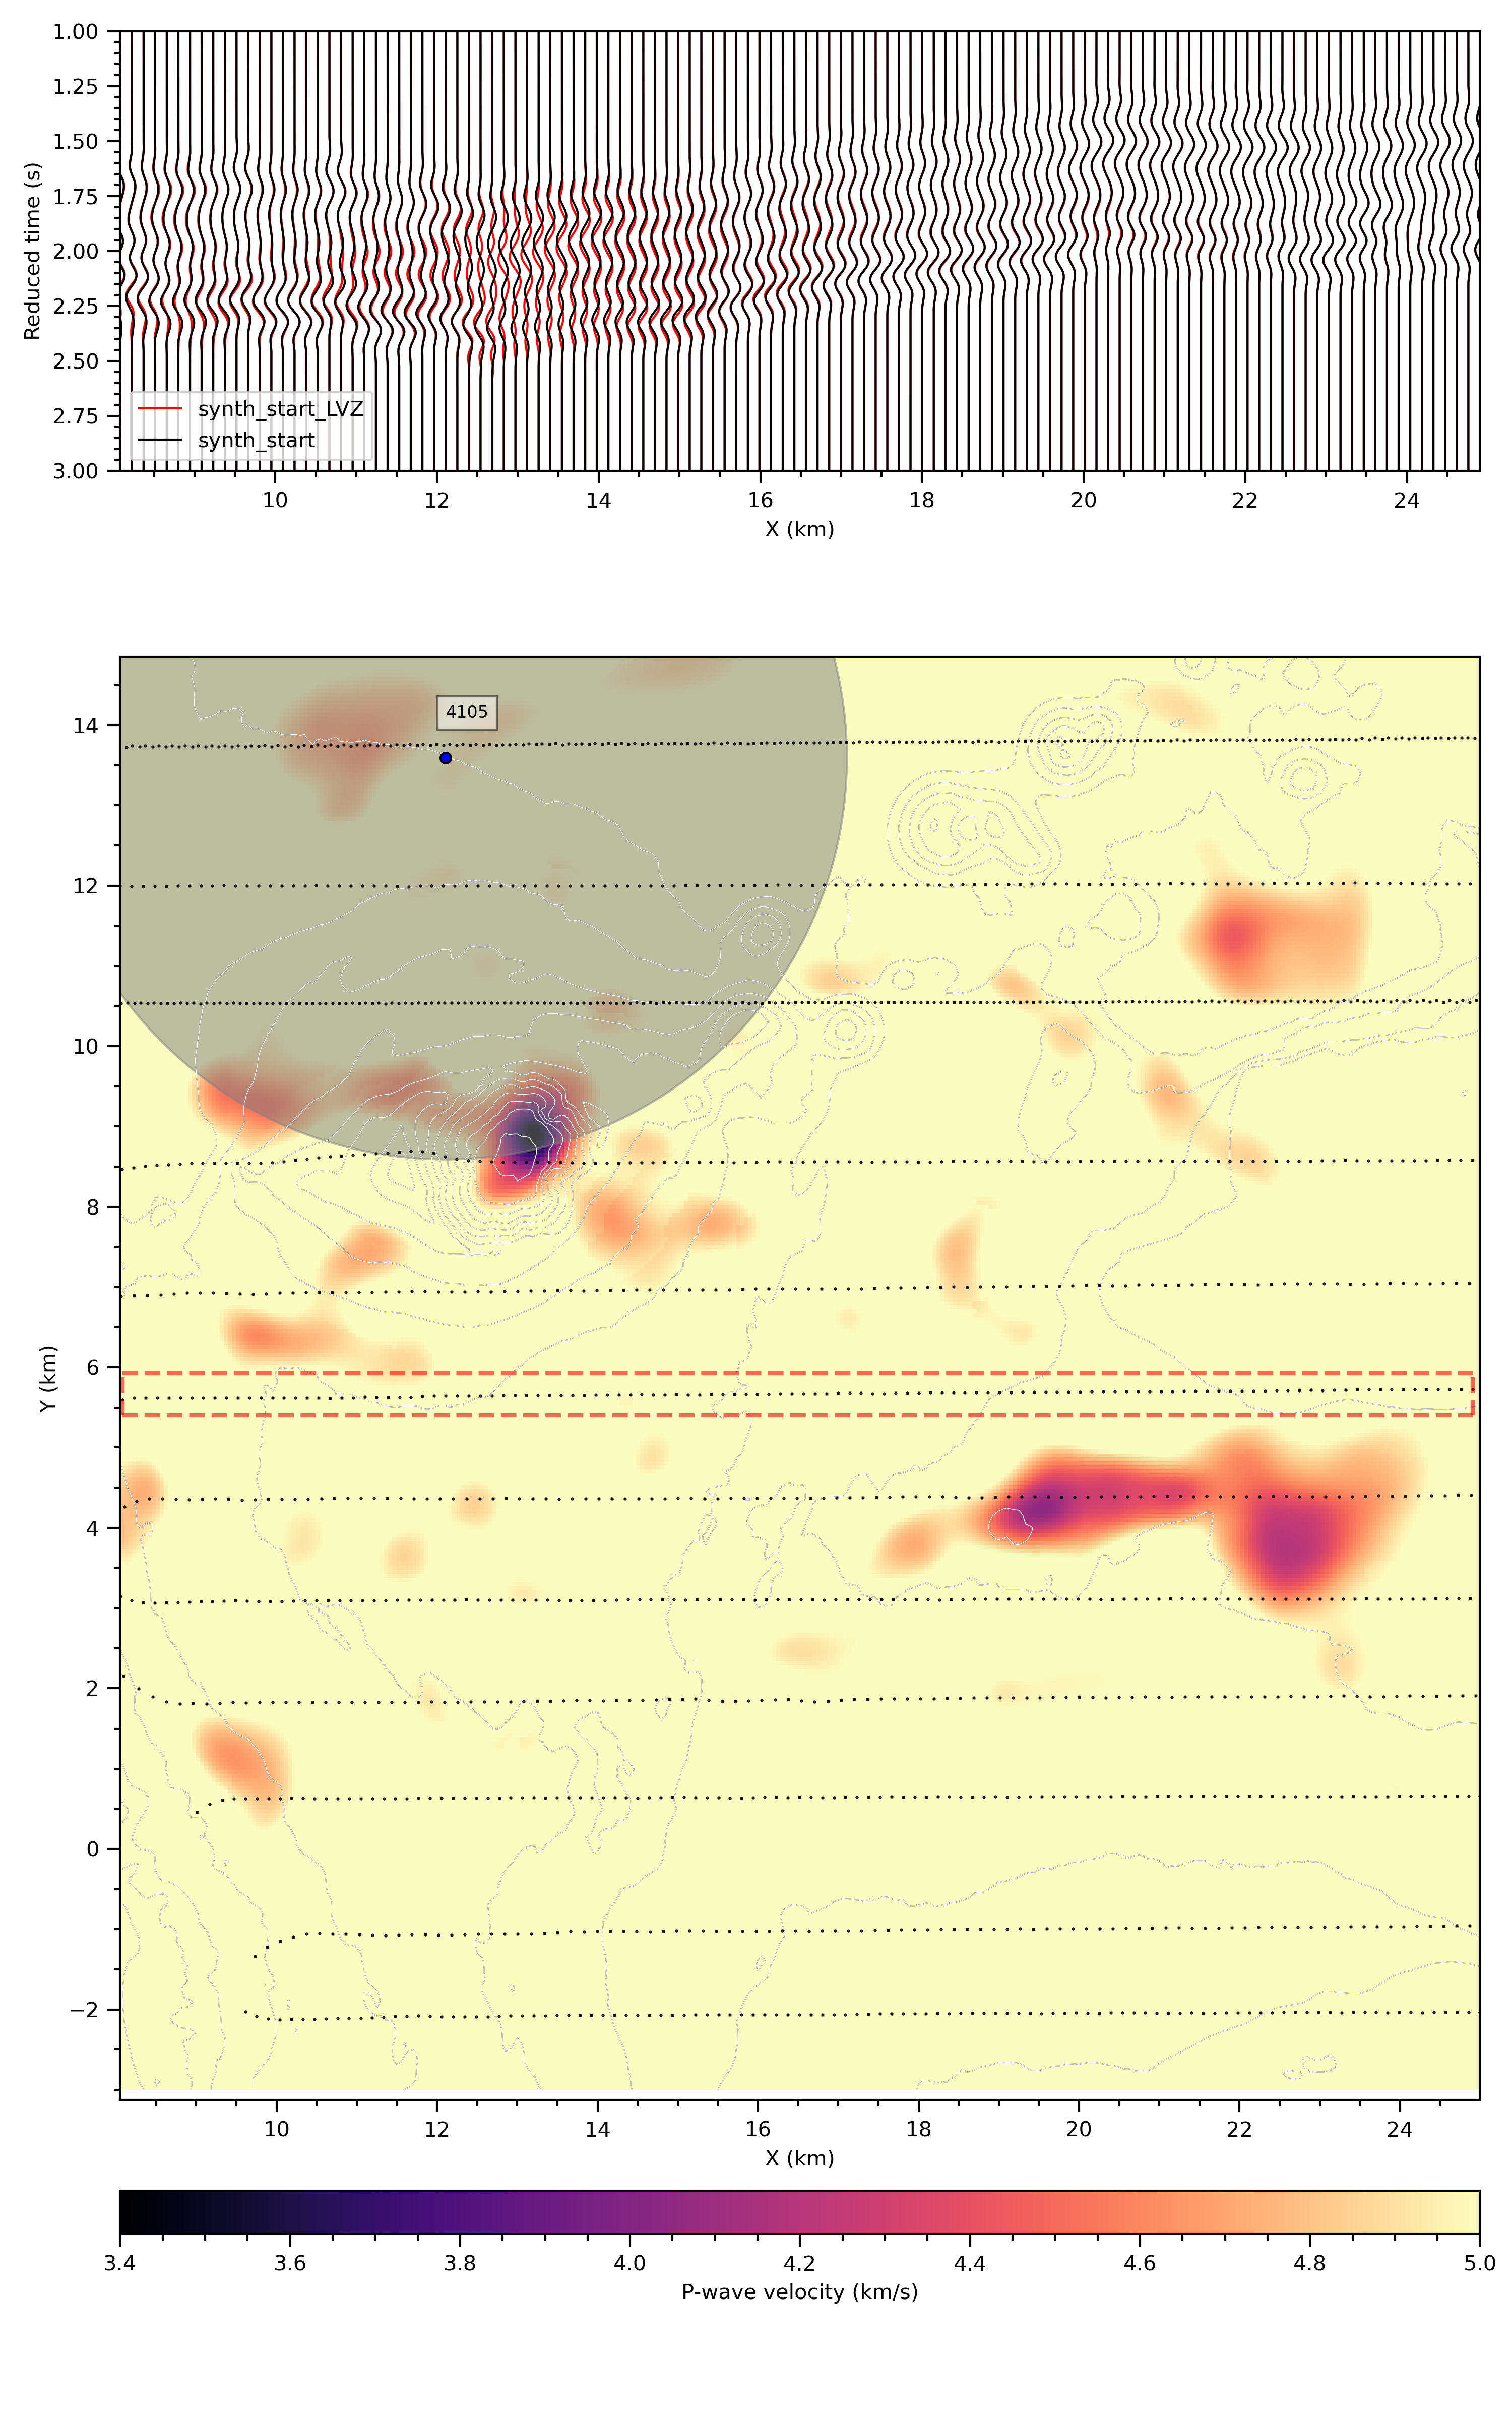 1.00
1.25
1.50
1.75
2.00
2.25
2.50
2.75
3.00
Reduced time (s)
synth_start_LVZ
synth_start
10 12 14 16 18 20 22 24
X (km)
4105
14
12
10
8
6
4
2
0
−2
Y (km)
10 12 14 16 18 20 22 24
X (km)
3.4 3.6 3.8 4.0 4.2 4.4 4.6 4.8 5.0
P-wave velocity (km/s)